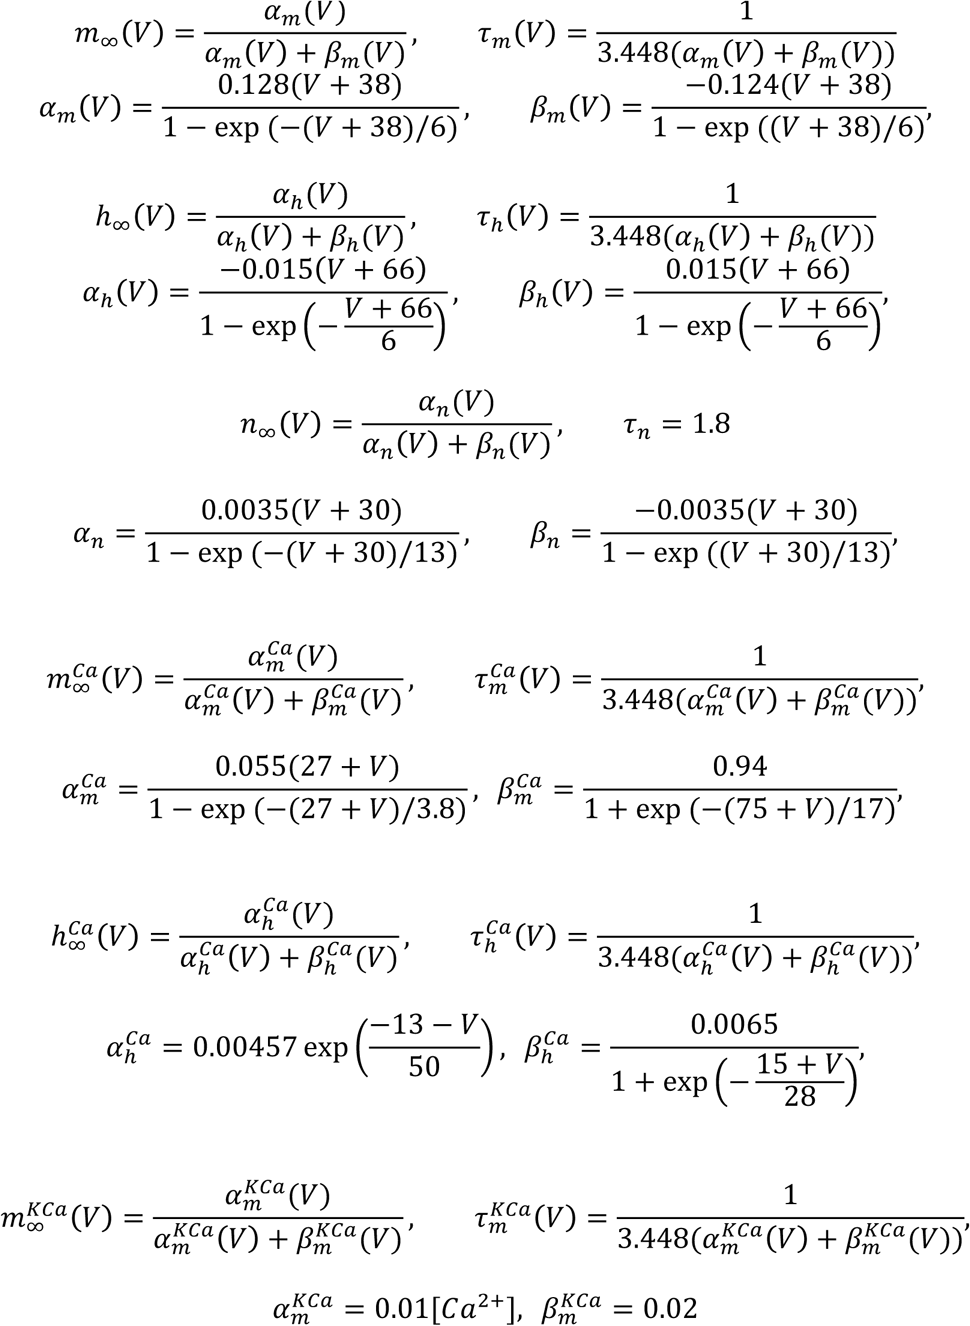 m∞(V) = αm(V) / (αm(V) + βm(V)), τm(V) = 1 / (3.448(αm(V) + βm(V)))
αm(V) = 0.128(V + 38) / (1 − exp (−(V + 38)/6)), βm(V) = −0.124(V + 38) / (1 − exp ((V + 38)/6)),
h∞(V) = αh(V) / (αh(V) + βh(V)), τh(V) = 1 / (3.448(αh(V) + βh(V)))
αh(V) = −0.015(V + 66) / (1 − exp (− (V + 66)/6)), βh(V) = 0.015(V + 66) / (1 − exp (− (V + 66)/6)),
n∞(V) = αn(V) / (αn(V) + βn(V)), τn = 1.8
αn = 0.0035(V + 30) / (1 − exp (−(V + 30)/13)), βn = −0.0035(V + 30) / (1 − exp ((V + 30)/13)),
m∞^Ca(V) = αm^Ca(V) / (αm^Ca(V) + βm^Ca(V)), τm^Ca(V) = 1 / (3.448(αm^Ca(V) + βm^Ca(V))),
αm^Ca = 0.055(27 + V) / (1 − exp (−(27 + V)/3.8)), βm^Ca = 0.94 / (1 + exp (−(75 + V)/17)),
h∞^Ca(V) = αh^Ca(V) / (αh^Ca(V) + βh^Ca(V)), τh^Ca(V) = 1 / (3.448(αh^Ca(V) + βh^Ca(V))),
αh^Ca = 0.00457 exp ((−13 − V)/50), βh^Ca = 0.0065 / (1 + exp (− (15 + V)/28)),
m∞^KCa(V) = αm^KCa(V) / (αm^KCa(V) + βm^KCa(V)), τm^KCa(V) = 1 / (3.448(αm^KCa(V) + βm^KCa(V))),
αm^KCa = 0.01[Ca²⁺], βm^KCa = 0.02